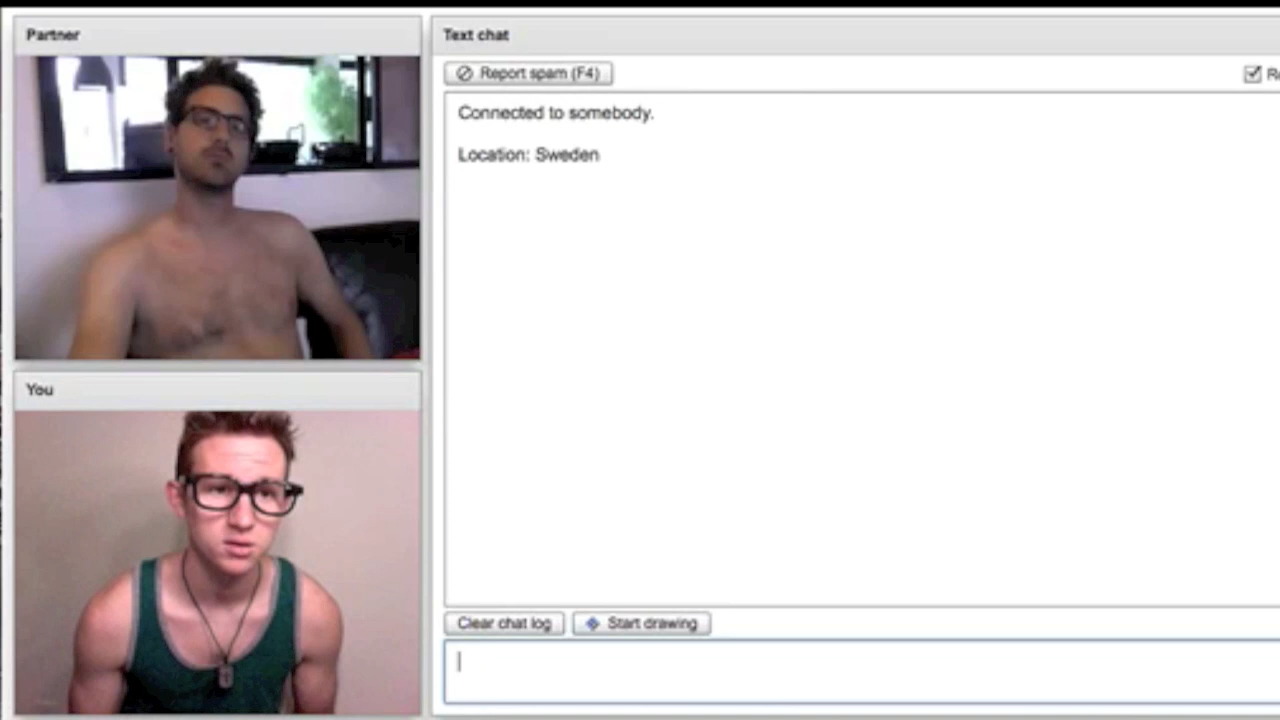 Partner
Text chat
Report spam (F4)
Connected to somebody.
Location: Sweden
You
Clear chat log
Start drawing